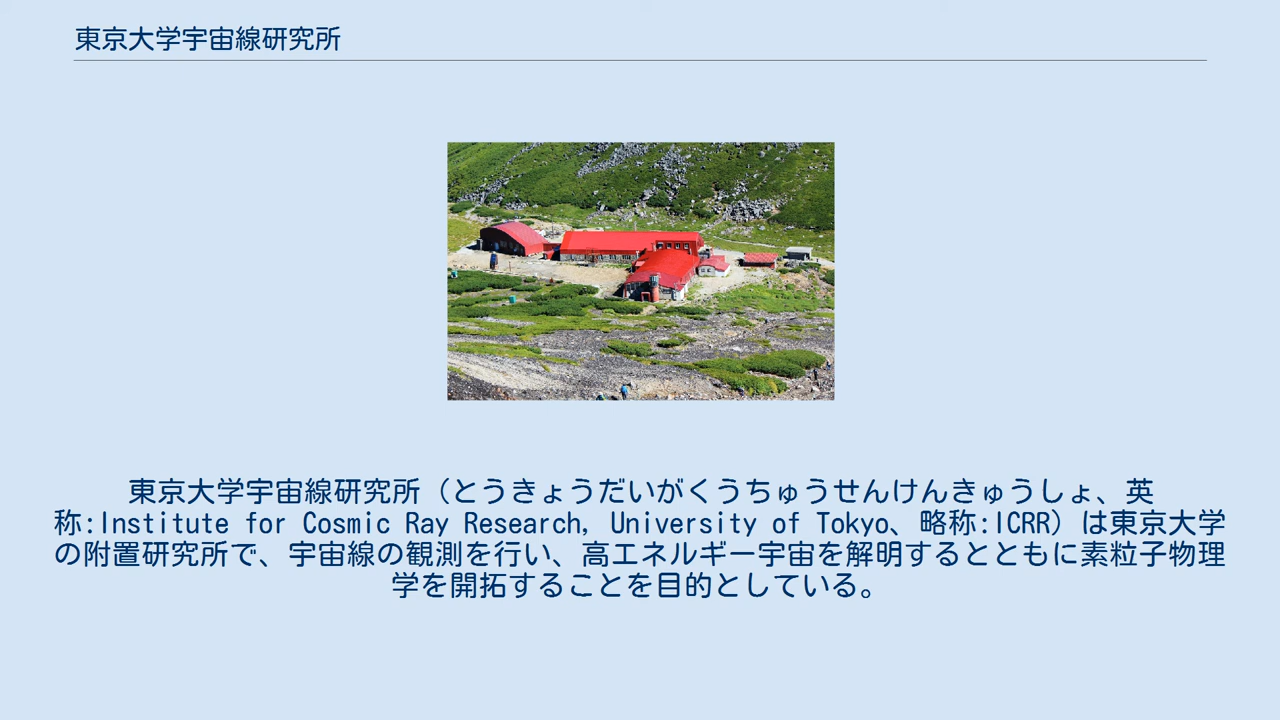 東京大学宇宙線研究所
東京大学宇宙線研究所（とうきょうだいがくうちゅうせんけんきゅうしょ、英
称:Institute for Cosmic Ray Research, University of Tokyo、略称:ICRR）は東京大学
の附置研究所で、宇宙線の観測を行い、高エネルギー宇宙を解明するとともに素粒子物理
学を開拓することを目的としている。